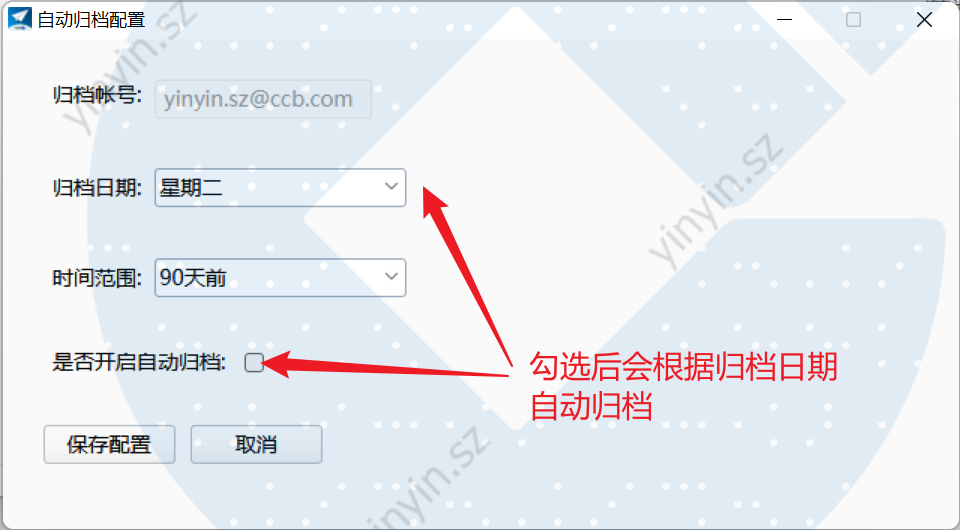 自动归档配置
yinyin.sz
归档帐号: yinyin.sz@ccb.com
归档日期: 星期二
yinyin.sz
时间范围: 90天前
是否开启自动归档:
勾选后会根据归档日期
自动归档
保存配置 取消
yinyin.sz